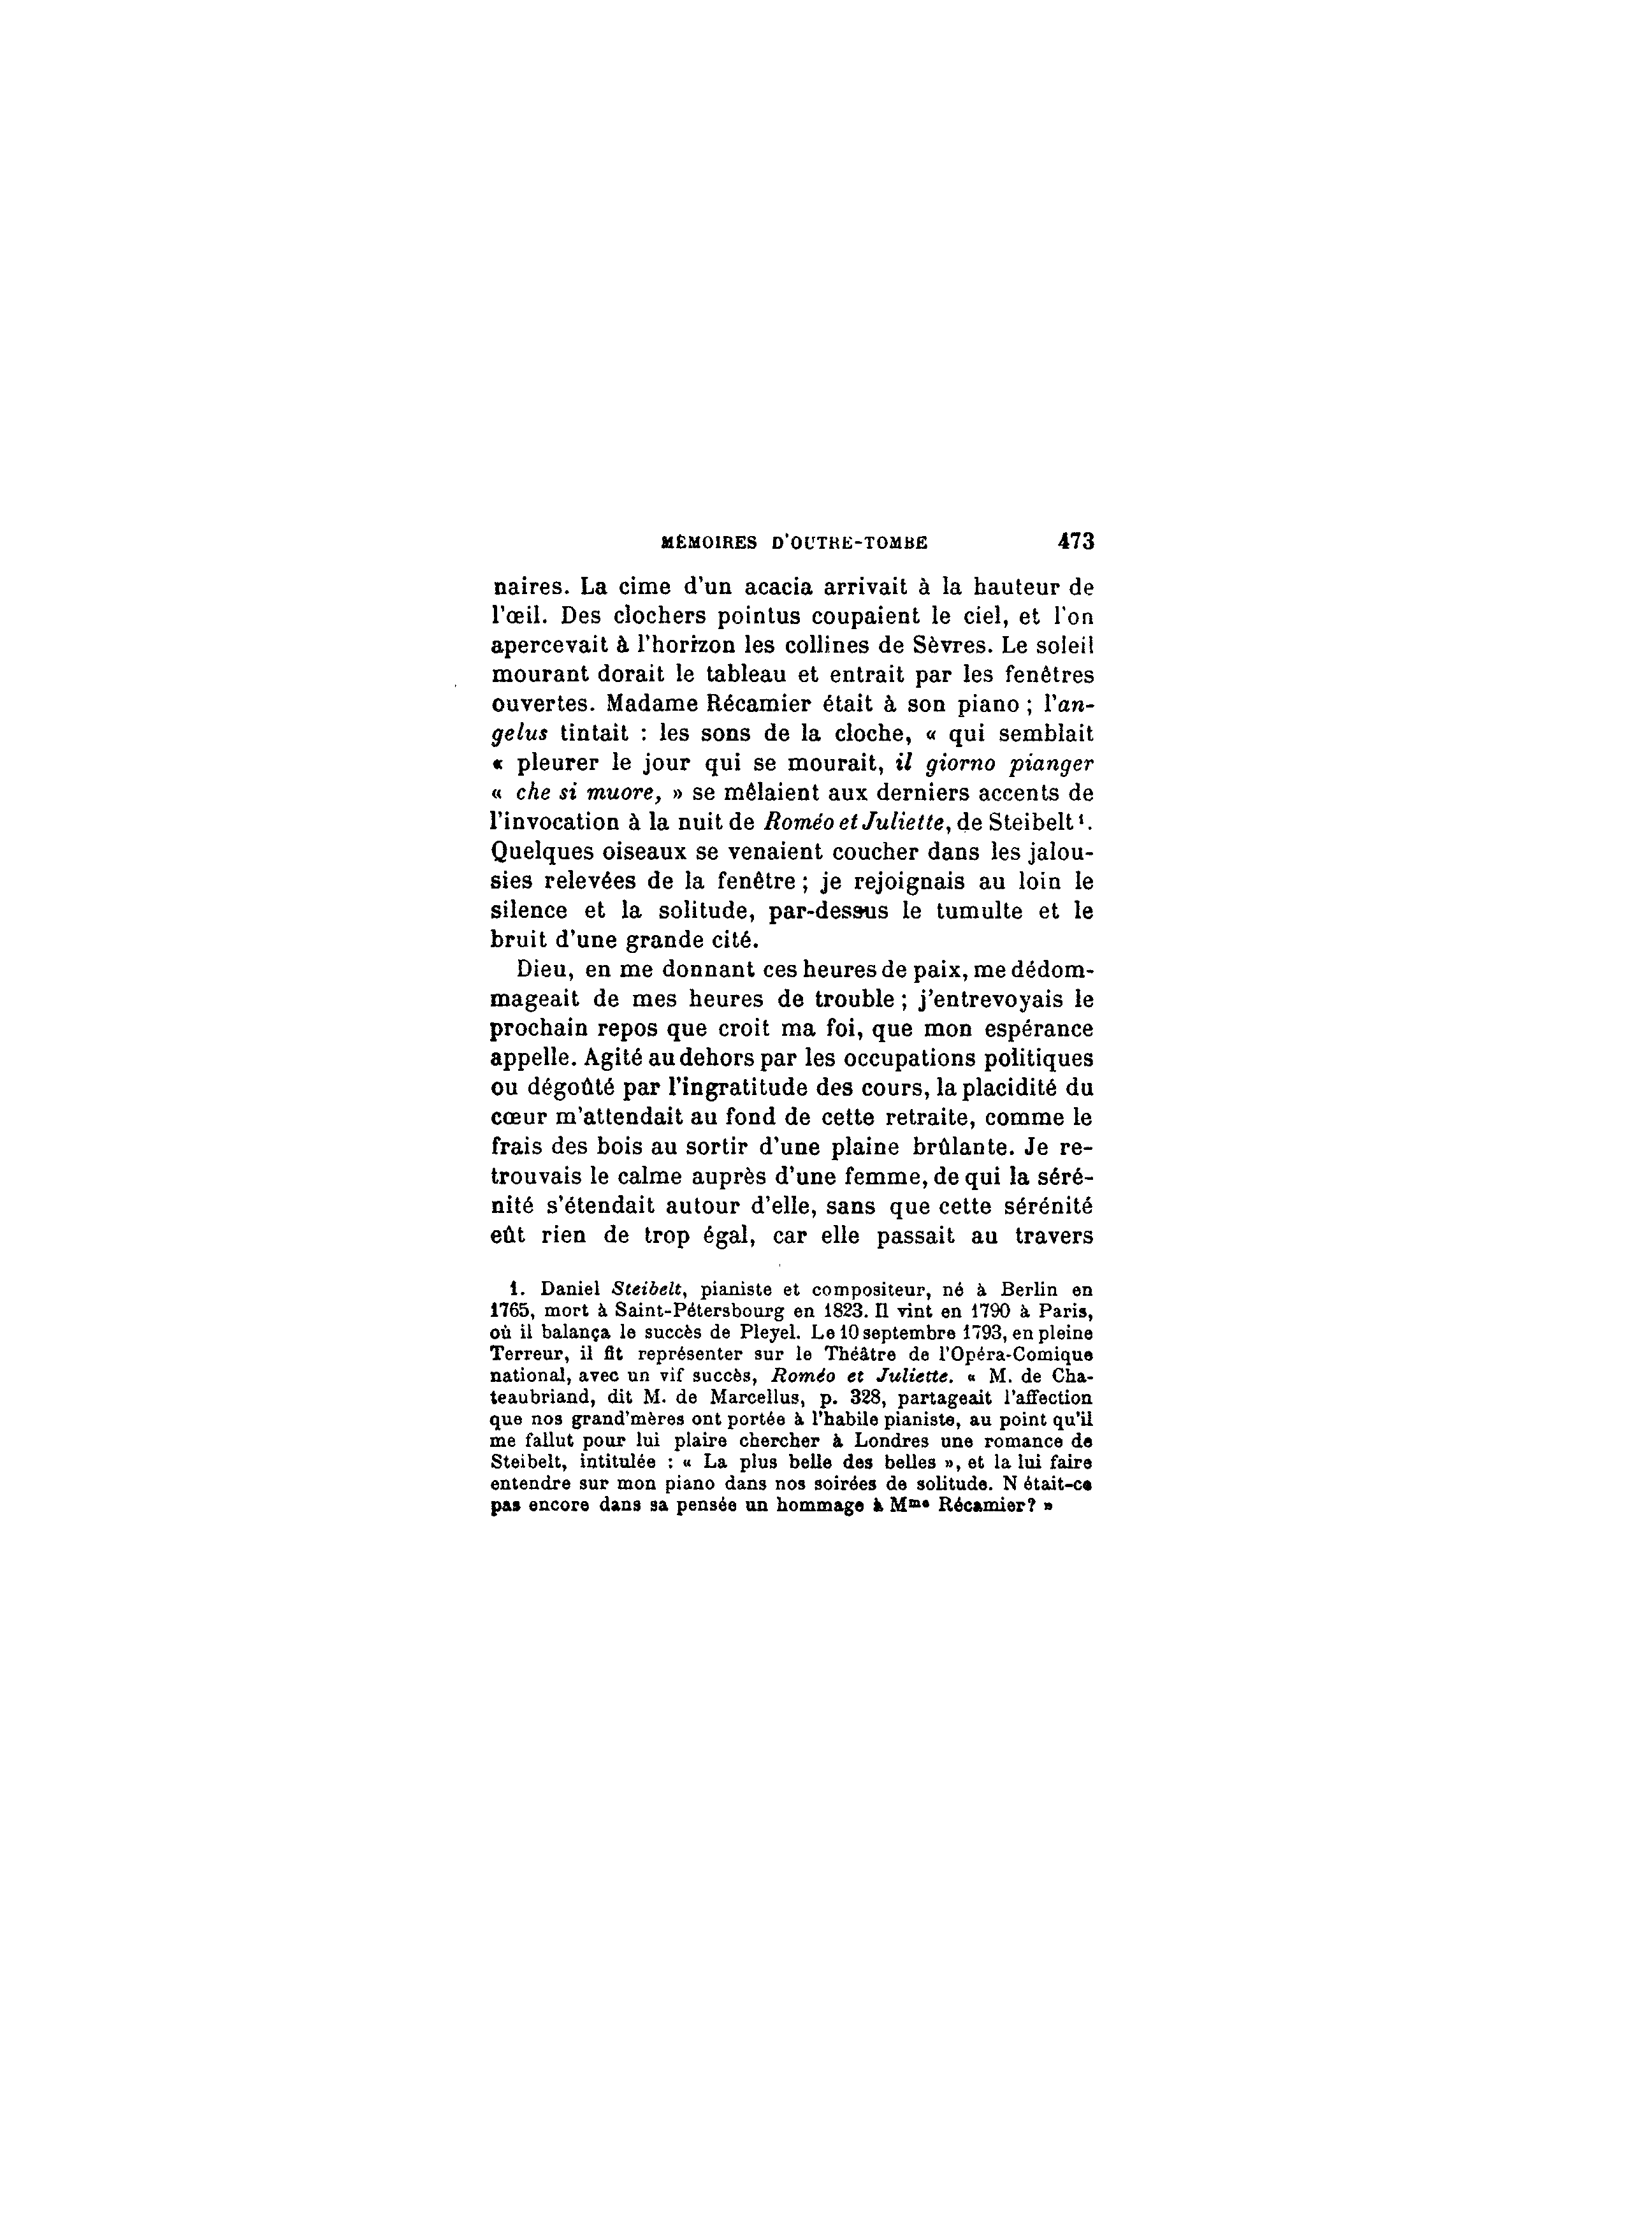 MÉMOIRES D'OUTRE-TOMBE 473
naires. La cime d'un acacia arrivait à la hauteur de
l'œil. Des clochers pointus coupaient le ciel, et l'on
apercevait à l'horizon les collines de Sèvres. Le soleil
mourant dorait le tableau et entrait par les fenêtres
ouvertes. Madame Récamier était à son piano ; l'an-
gelus tintait : les sons de la cloche, « qui semblait
« pleurer le jour qui se mourait, il giorno pianger
« che si muore, » se mêlaient aux derniers accents de
l'invocation à la nuit de Roméo et Juliette, de Steibelt¹.
Quelques oiseaux se venaient coucher dans les jalou-
sies relevées de la fenêtre ; je rejoignais au loin le
silence et la solitude, par-dessus le tumulte et le
bruit d'une grande cité.
Dieu, en me donnant ces heures de paix, me dédom-
mageait de mes heures de trouble ; j'entrevoyais le
prochain repos que croit ma foi, que mon espérance
appelle. Agité au dehors par les occupations politiques
ou dégoûté par l'ingratitude des cours, la placidité du
cœur m'attendait au fond de cette retraite, comme le
frais des bois au sortir d'une plaine brûlante. Je re-
trouvais le calme auprès d'une femme, de qui la séré-
nité s'étendait autour d'elle, sans que cette sérénité
eût rien de trop égal, car elle passait au travers
1. Daniel Steibelt, pianiste et compositeur, né à Berlin en
1765, mort à Saint-Pétersbourg en 1823. Il vint en 1790 à Paris,
où il balança le succès de Pleyel. Le 10 septembre 1793, en pleine
Terreur, il fit représenter sur le Théâtre de l'Opéra-Comique
national, avec un vif succès, Roméo et Juliette. « M. de Cha-
teaubriand, dit M. de Marcellus, p. 328, partageait l'affection
que nos grand'mères ont portée à l'habile pianiste, au point qu'il
me fallut pour lui plaire chercher à Londres une romance de
Steibelt, intitulée : « La plus belle des belles », et la lui faire
entendre sur mon piano dans nos soirées de solitude. N était-ce
pas encore dans sa pensée un hommage à Mme Récamier? »